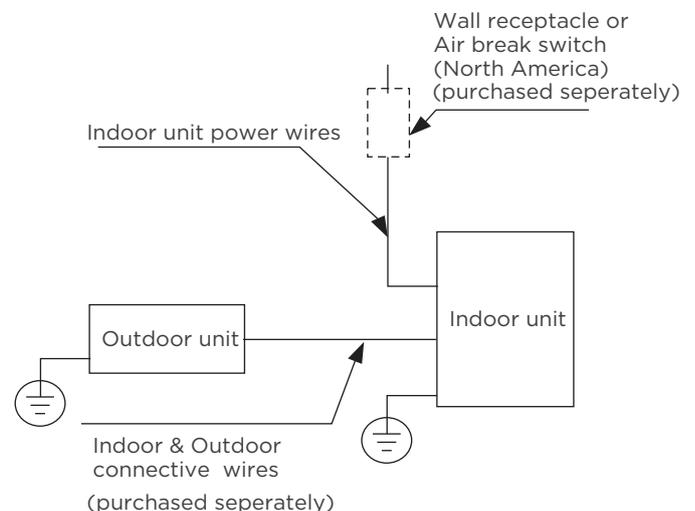 Wall receptacle or
Air break switch
(North America)
(purchased seperately)
Indoor unit power wires
Indoor unit
Outdoor unit
Indoor & Outdoor
connective wires
(purchased seperately)